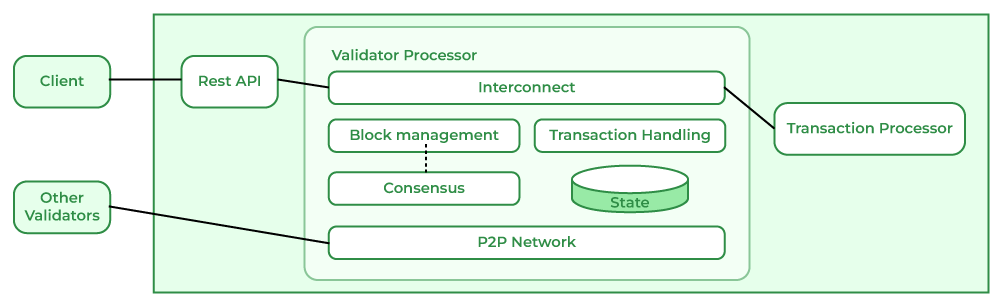 Validator Processor
Client
Rest API
Interconnect
Transaction Processor
Block management
Transaction Handling
Consensus
State
Other
Validators
P2P Network